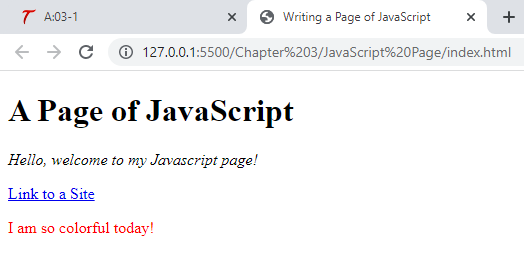 A:03-1
Writing a Page of JavaScript
127.0.0.1:5500/Chapter%203/JavaScript%20Page/index.html
A Page of JavaScript
Hello, welcome to my Javascript page!
Link to a Site
I am so colorful today!